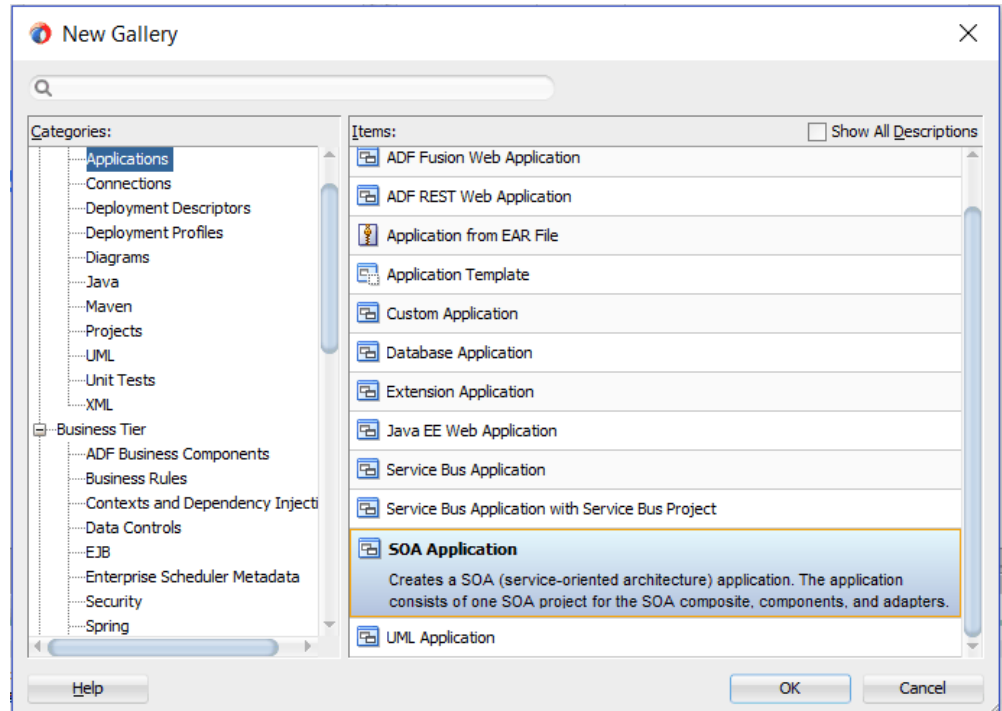 New Gallery
Categories:
Applications
Connections
Deployment Descriptors
Deployment Profiles
Diagrams
Java
Maven
Projects
UML
Unit Tests
XML
Business Tier
ADF Business Components
Business Rules
Contexts and Dependency Injecti
Data Controls
EJB
Enterprise Scheduler Metadata
Security
Spring
Items:
Show All Descriptions
ADF Fusion Web Application
ADF REST Web Application
Application from EAR File
Application Template
Custom Application
Database Application
Extension Application
Java EE Web Application
Service Bus Application
Service Bus Application with Service Bus Project
SOA Application
Creates a SOA (service-oriented architecture) application. The application
consists of one SOA project for the SOA composite, components, and adapters.
UML Application
Help
OK
Cancel